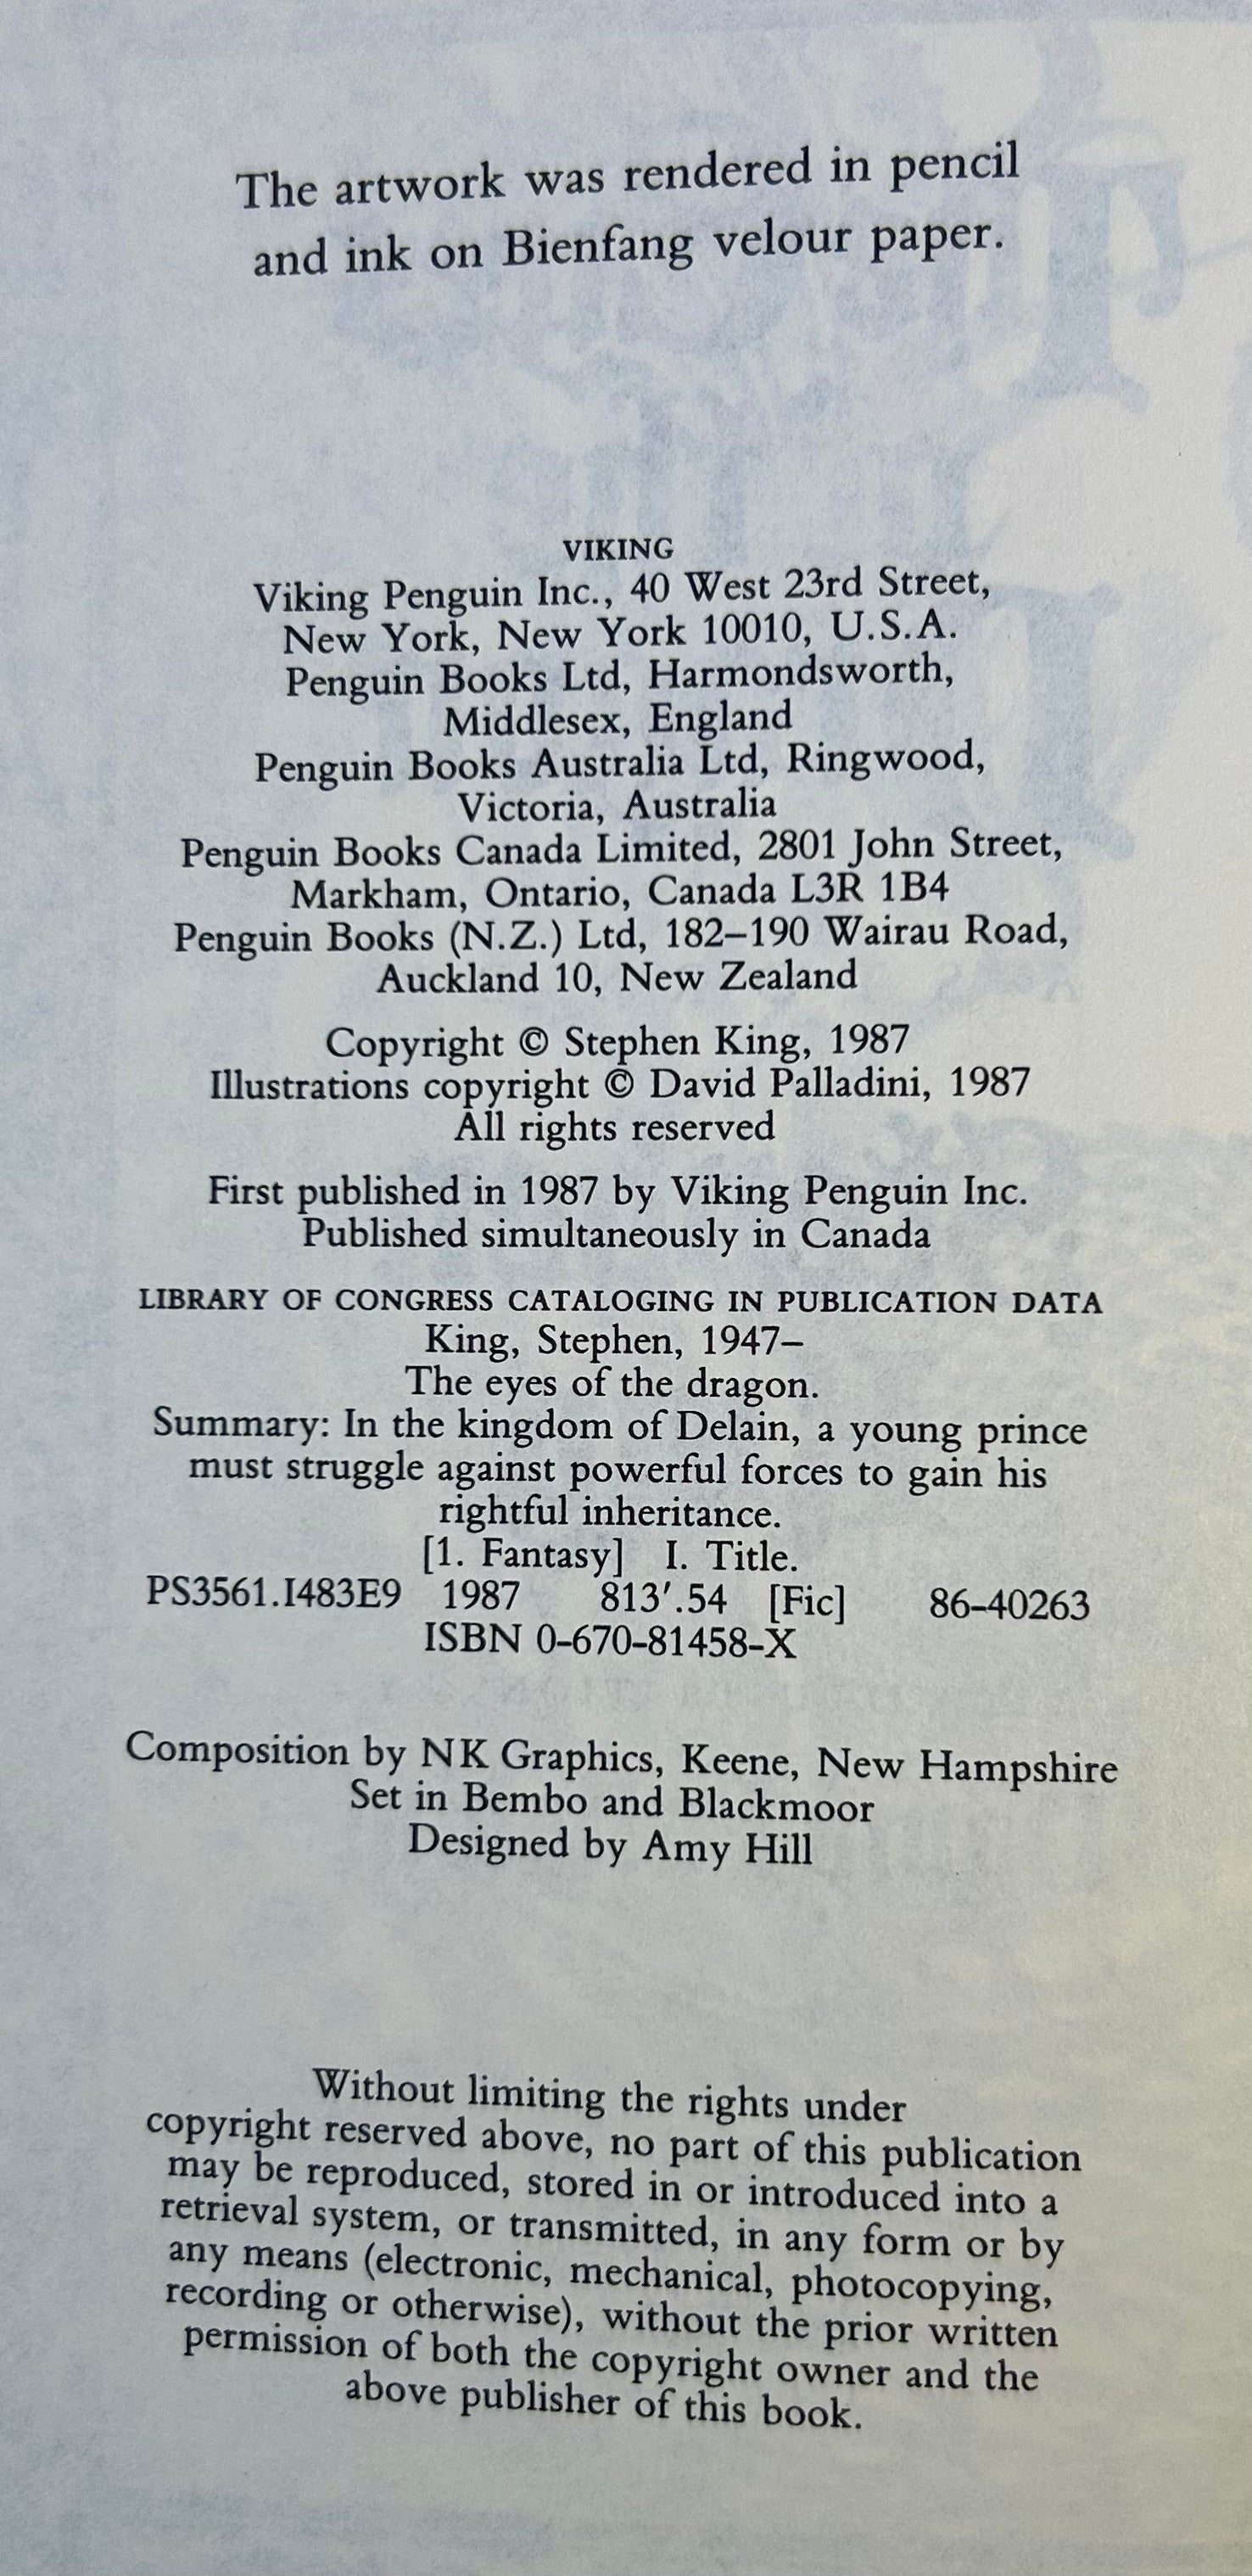 The artwork was rendered in pencil
and ink on Bienfang velour paper.
VIKING
Viking Penguin Inc., 40 West 23rd Street,
New York, New York 10010, U.S.A.
Penguin Books Ltd, Harmondsworth,
Middlesex, England
Penguin Books Australia Ltd, Ringwood,
Victoria, Australia
Penguin Books Canada Limited, 2801 John Street,
Markham, Ontario, Canada L3R 1B4
Penguin Books (N.Z.) Ltd, 182–190 Wairau Road,
Auckland 10, New Zealand
Copyright © Stephen King, 1987
Illustrations copyright © David Palladini, 1987
All rights reserved
First published in 1987 by Viking Penguin Inc.
Published simultaneously in Canada
LIBRARY OF CONGRESS CATALOGING IN PUBLICATION DATA
King, Stephen, 1947–
The eyes of the dragon.
Summary: In the kingdom of Delain, a young prince
must struggle against powerful forces to gain his
rightful inheritance.
[1. Fantasy] I. Title.
PS3561.I483E9 1987 813′.54 [Fic] 86-40263
ISBN 0-670-81458-X
Composition by NK Graphics, Keene, New Hampshire
Set in Bembo and Blackmoor
Designed by Amy Hill
Without limiting the rights under
copyright reserved above, no part of this publication
may be reproduced, stored in or introduced into a
retrieval system, or transmitted, in any form or by
any means (electronic, mechanical, photocopying,
recording or otherwise), without the prior written
permission of both the copyright owner and the
above publisher of this book.